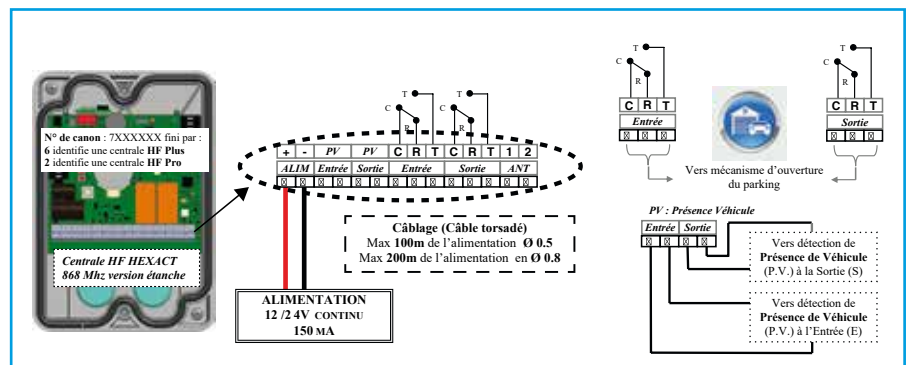 N° de canon : 7XXXXXX fini par :
6 identifie une centrale HF Plus
2 identifie une centrale HF Pro
Centrale HF HEXACT
868 Mhz version étanche
T
C
R
T
C
R
+ - PV PV C R T C R T 1 2
ALIM Entrée Sortie Entrée Sortie ANT
Câblage (Câble torsadé)
Max 100m de l'alimentation Ø 0.5
Max 200m de l'alimentation en Ø 0.8
ALIMENTATION
12 /2 4V CONTINU
150 MA
T
C
R
C R T
Entrée
T
C
R
C R T
Sortie
Vers mécanisme d'ouverture
du parking
PV : Présence Véhicule
Entrée Sortie
Vers détection de
Présence de Véhicule
(P.V.) à la Sortie (S)
Vers détection de
Présence de Véhicule
(P.V.) à l'Entrée (E)